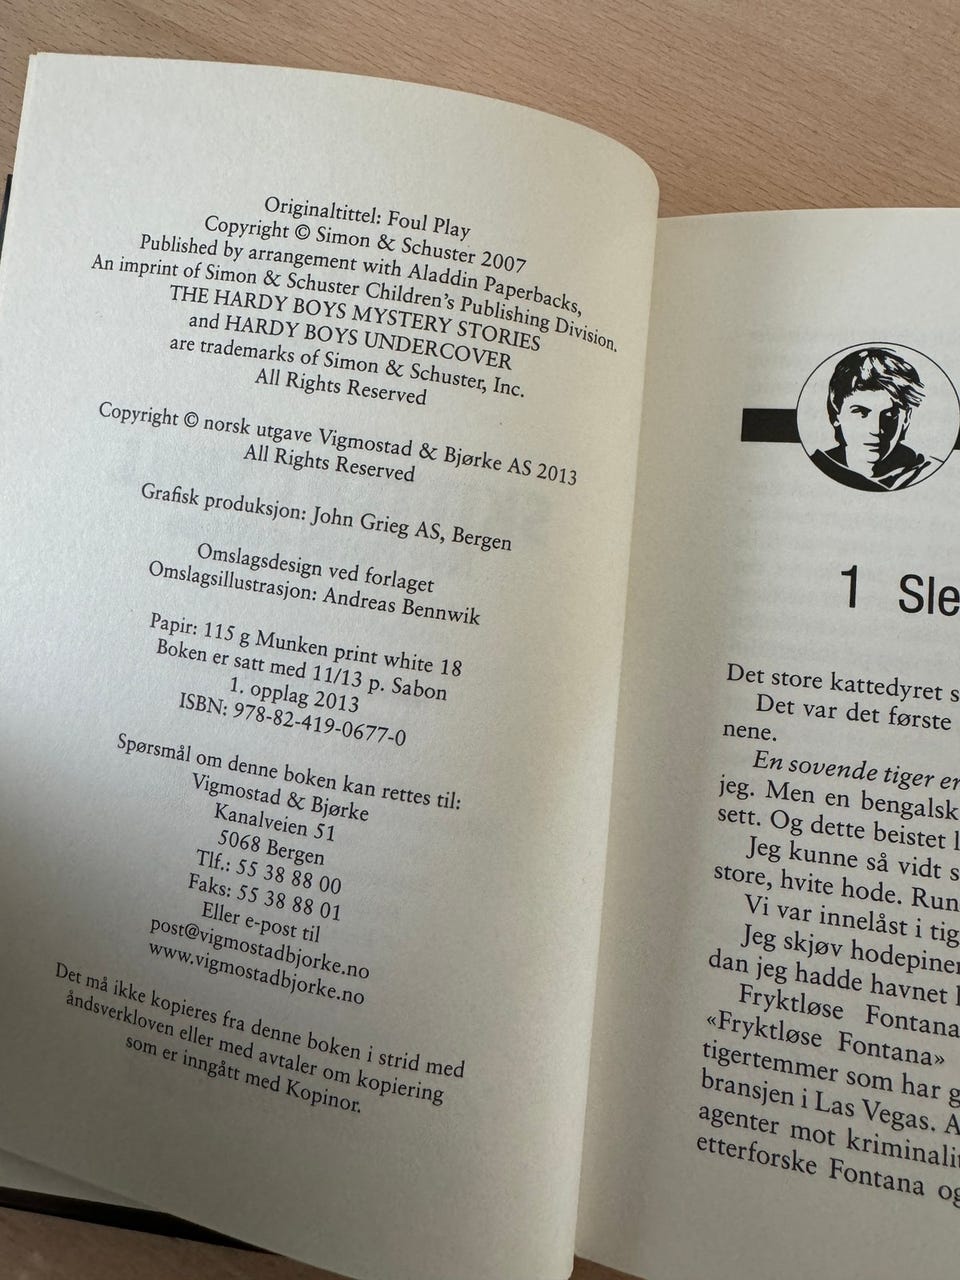 Originaltittel: Foul Play
Copyright © Simon & Schuster 2007
Published by arrangement with Aladdin Paperbacks,
An imprint of Simon & Schuster Children's Publishing Division.
THE HARDY BOYS MYSTERY STORIES
and HARDY BOYS UNDERCOVER
are trademarks of Simon & Schuster, Inc.
All Rights Reserved
Copyright © norsk utgave Vigmostad & Bjørke AS 2013
All Rights Reserved
Grafisk produksjon: John Grieg AS, Bergen
Omslagsdesign ved forlaget
Omslagsillustrasjon: Andreas Bennwik
Papir: 115 g Munken print white 18
Boken er satt med 11/13 p. Sabon
1. opplag 2013
ISBN: 978-82-419-0677-0
Spørsmål om denne boken kan rettes til:
Vigmostad & Bjørke
Kanalveien 51
5068 Bergen
Tlf.: 55 38 88 00
Faks: 55 38 88 01
Eller e-post til
post@vigmostadbjorke.no
www.vigmostadbjorke.no
Det må ikke kopieres fra denne boken i strid med
åndsverkloven eller med avtaler om kopiering
som er inngått med Kopinor.
1 Sle
Det store kattedyret s
Det var det første
nene.
En sovende tiger er
jeg. Men en bengalsk
sett. Og dette beistet l
Jeg kunne så vidt s
store, hvite hode. Run
Vi var innelåst i tig
Jeg skjøv hodepiner
dan jeg hadde havnet l
Fryktløse Fontana
«Fryktløse Fontana»
tigertemmer som har g
bransjen i Las Vegas. A
agenter mot kriminalit
etterforske Fontana og